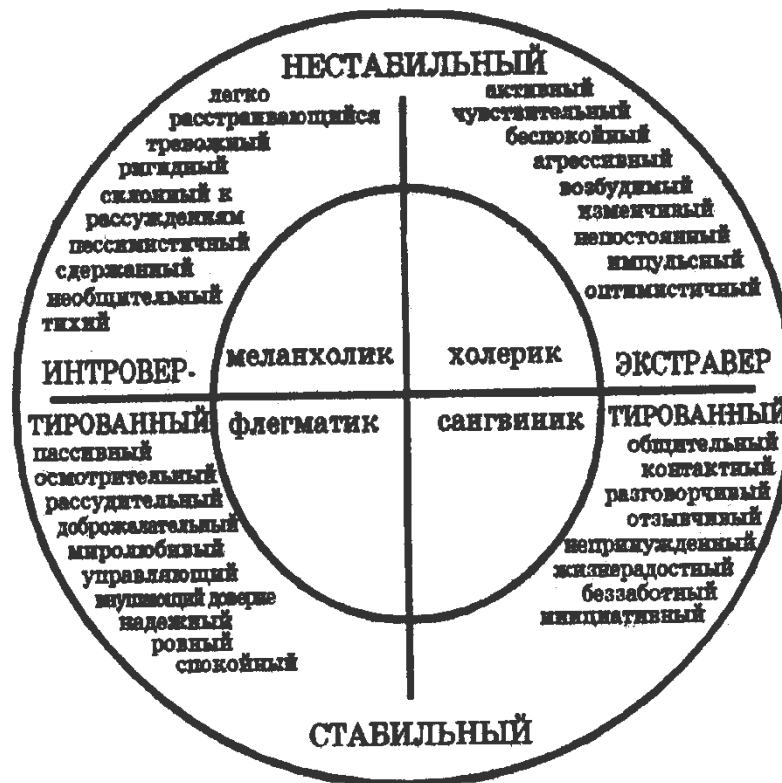 НЕСТАБИЛЬНЫЙ
легко
расстраивающийся
тревожный
ригидный
склонный к
рассуждениям
пессимистичный
сдержанный
необщительный
тихий
активный
чувствительный
беспокойный
агрессивный
возбудимый
изменчивый
непостоянный
импульсный
оптимистичный
меланхолик
холерик
ИНТРОВЕР-
ЭКСТРАВЕР
ТИРОВАННЫЙ
флегматик
сангвиник
ТИРОВАННЫЙ
пассивный
осмотрительный
рассудительный
доброжалательный
миролюбивый
управляющий
внушающий доверие
надежный
ровный
спокойный
общительный
контактный
разговорчивый
отзывчивый
непринужденный
жизнерадостный
беззаботный
инициативный
СТАБИЛЬНЫЙ